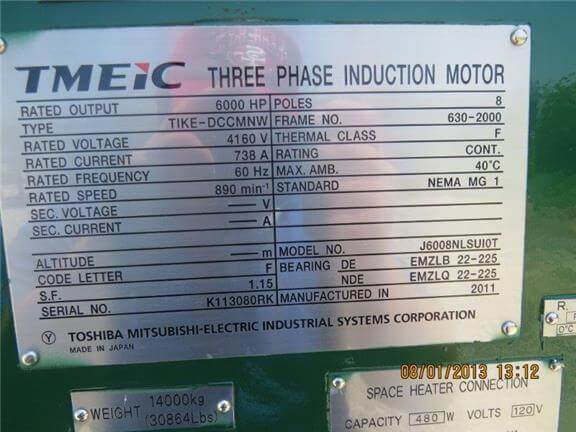 TMEIC THREE PHASE INDUCTION MOTOR
RATED OUTPUT 6000 HP POLES 8
TYPE TIKE-DCCMNW FRAME NO. 630-2000
RATED VOLTAGE 4160 V THERMAL CLASS F
RATED CURRENT 738 A RATING CONT.
RATED FREQUENCY 60 Hz MAX. AMB. 40°C
RATED SPEED 890 min⁻¹ STANDARD NEMA MG 1
SEC. VOLTAGE — V
SEC. CURRENT — A
ALTITUDE — m MODEL NO. J6008NLSUI0T
CODE LETTER F BEARING DE EMZLB 22-225
S.F. 1.15 NDE EMZLQ 22-225
SERIAL NO. K113080RK MANUFACTURED IN 2011
Y TOSHIBA MITSUBISHI-ELECTRIC INDUSTRIAL SYSTEMS CORPORATION
MADE IN JAPAN
WEIGHT 14000kg
(30864Lbs)
SPACE HEATER CONNECTION
CAPACITY 480 W VOLTS 120 V
R.
0°C
08/01/2013 13:12